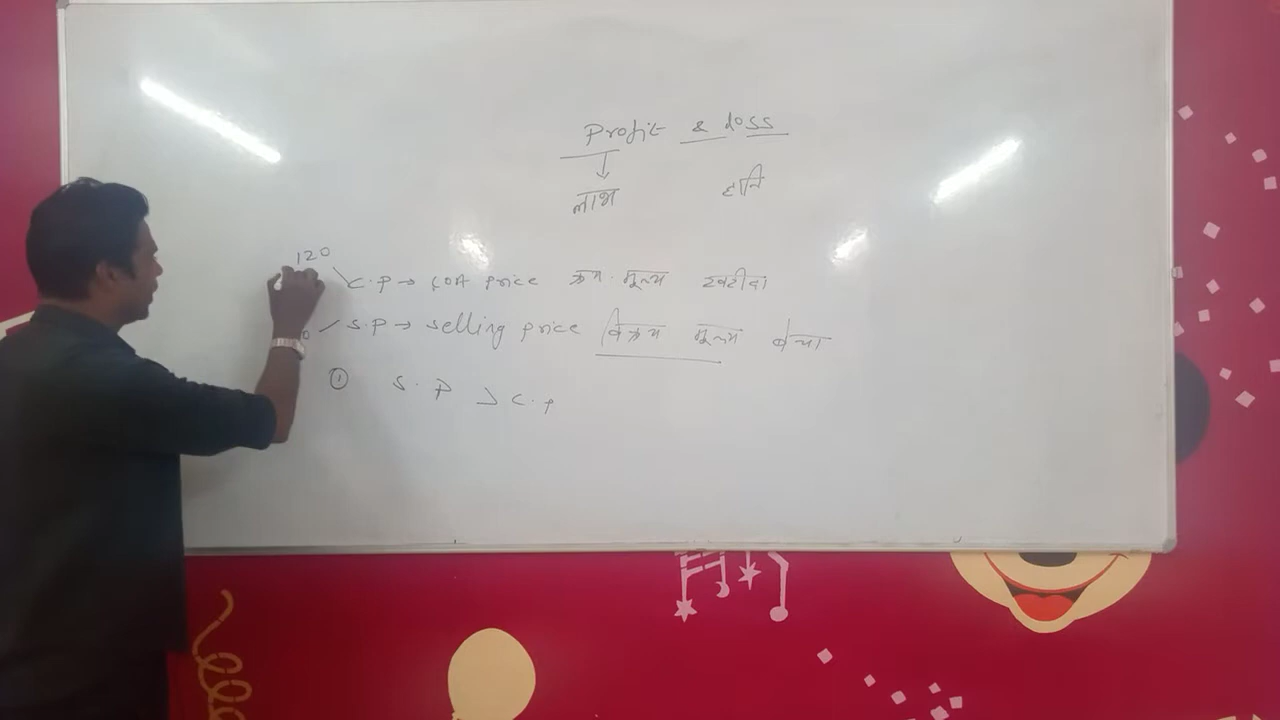 Profit & Loss
लाभ हानि
120
C.P → cost price क्रय मूल्य खरीदा
S.P → selling price विक्रय मूल्य बेचा
① S.P > C.P